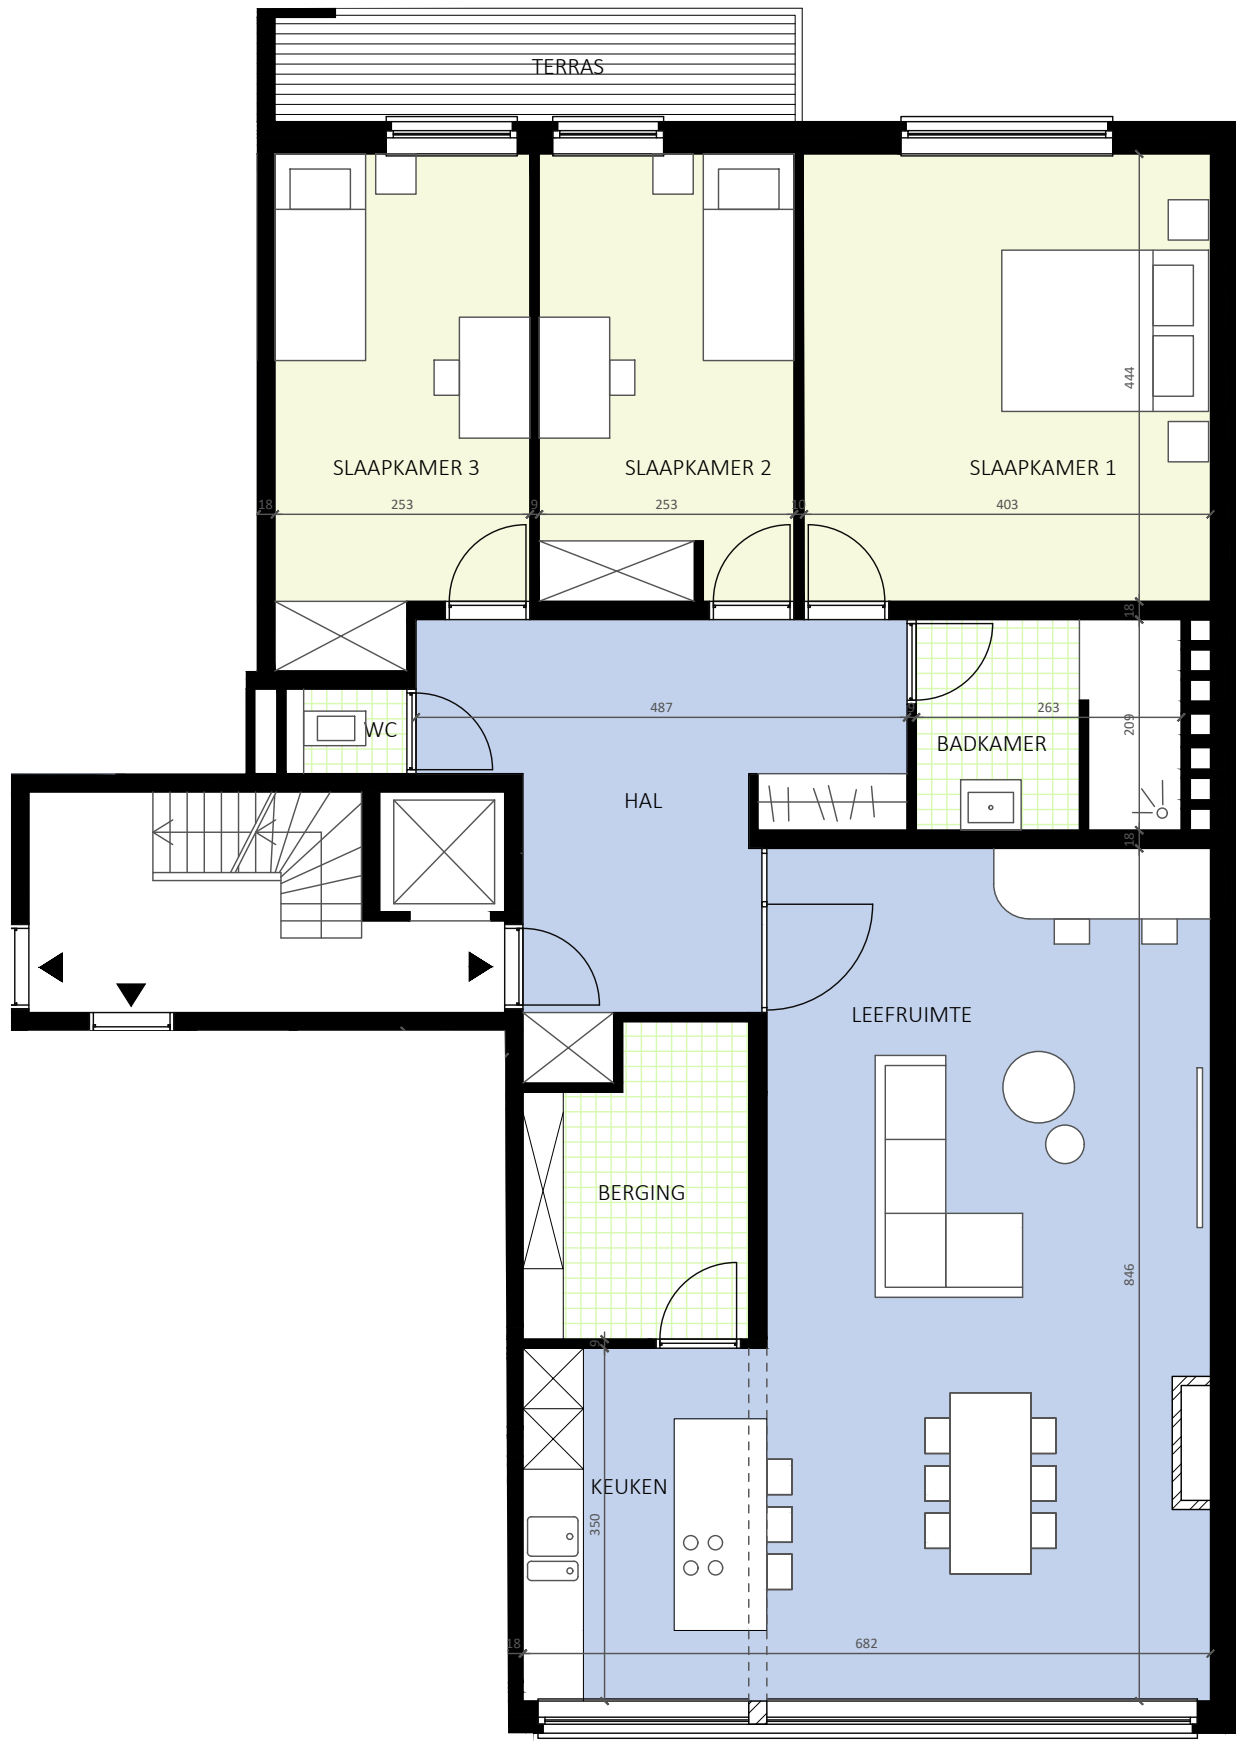 TERRAS
444
SLAAPKAMER 3
SLAAPKAMER 2
SLAAPKAMER 1
18
253
9
253
10
403
18
487
9
263
209
WC
BADKAMER
HAL
18
LEEFRUIMTE
BERGING
846
9
KEUKEN
350
18
682